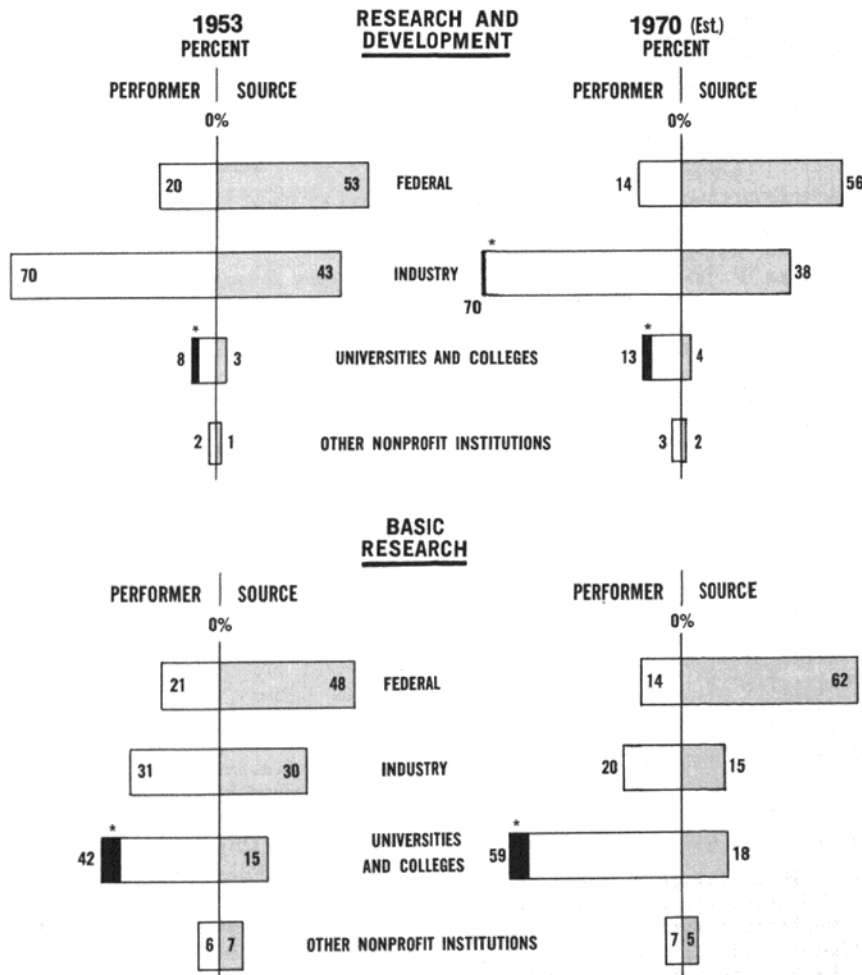 1953
PERCENT
RESEARCH AND
DEVELOPMENT
1970 (Est.)
PERCENT
PERFORMER SOURCE
PERFORMER SOURCE
0%
0%
20 53 FEDERAL 14 56
* *
70 43 INDUSTRY 70 38
* *
8 3 UNIVERSITIES AND COLLEGES 13 4
2 1 OTHER NONPROFIT INSTITUTIONS 3 2
BASIC
RESEARCH
PERFORMER SOURCE
PERFORMER SOURCE
0%
0%
21 48 FEDERAL 14 62
31 30 INDUSTRY 20 15
* *
42 15 UNIVERSITIES
AND COLLEGES 59 18
6 7 OTHER NONPROFIT INSTITUTIONS 7 5